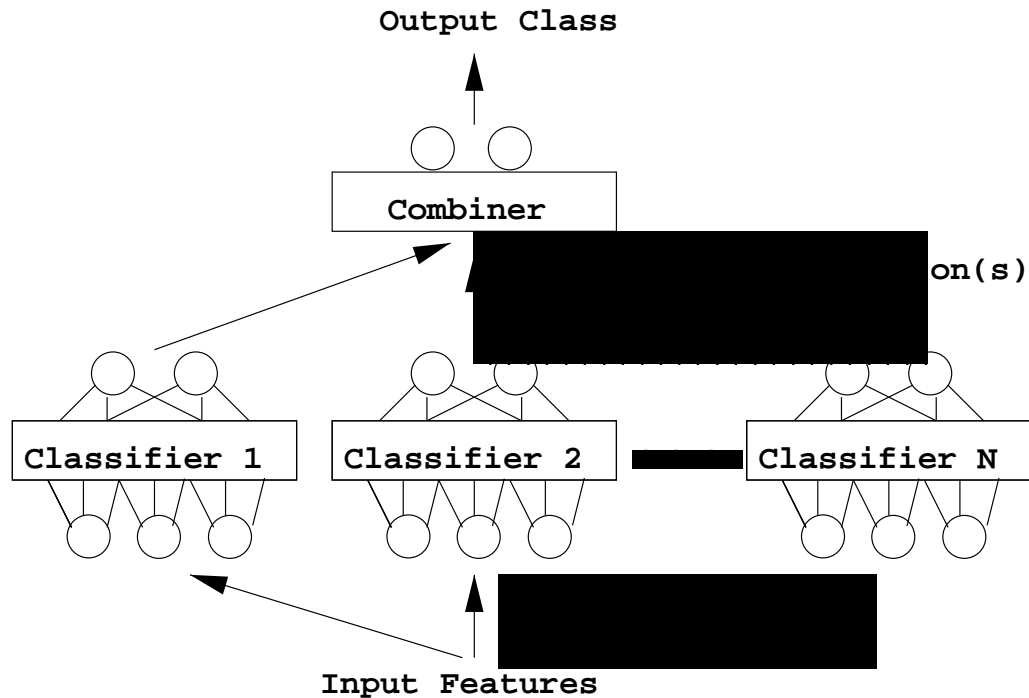 Output Class
Combiner
on(s)
Classifier 1
Classifier 2
Classifier N
Input Features